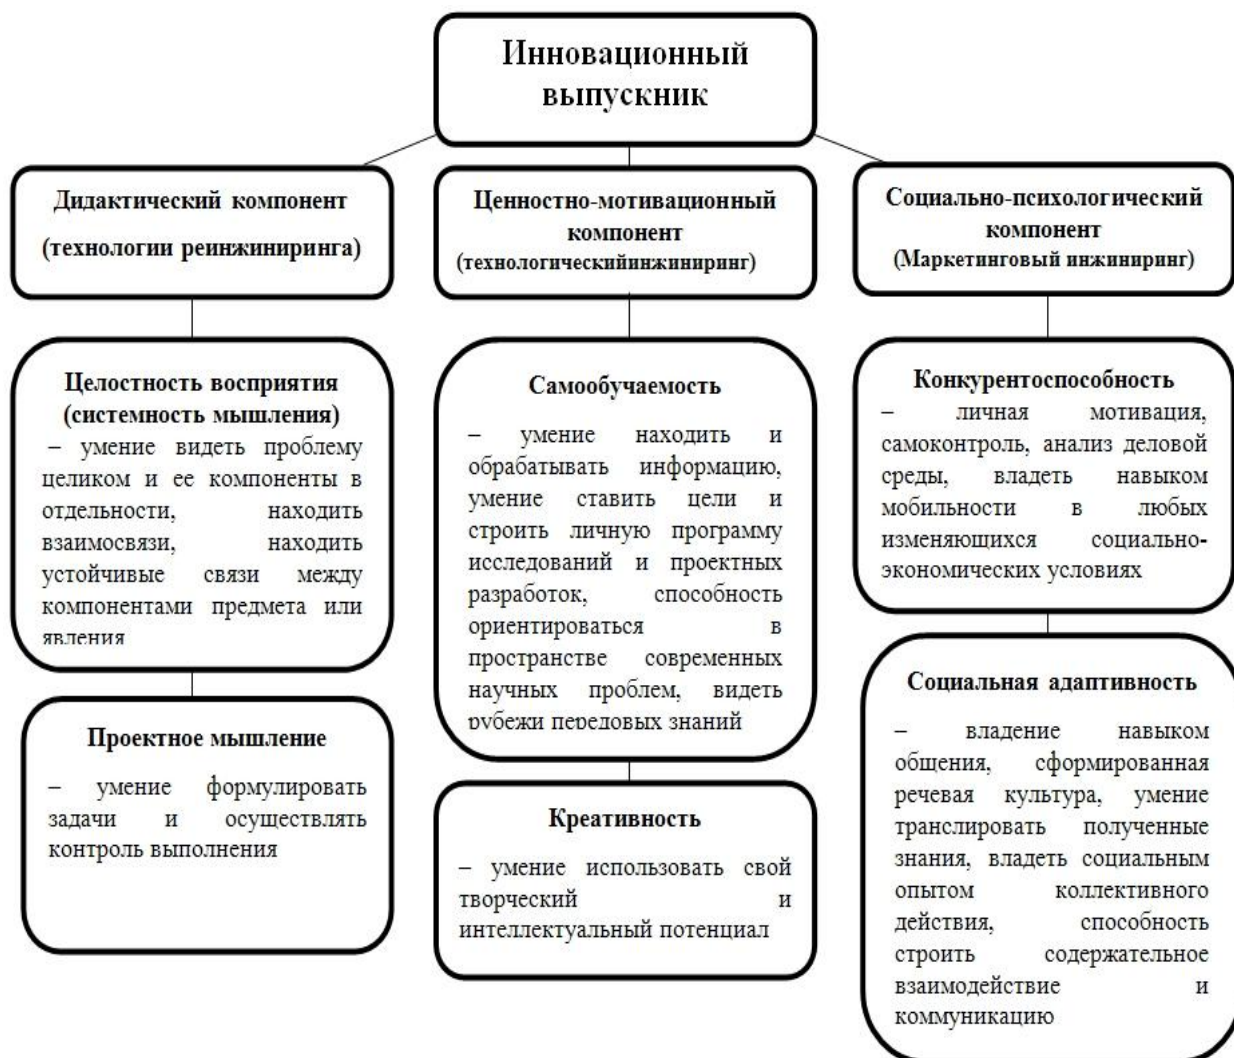 Инновационный
выпускник
Дидактический компонент
(технологии реинжиниринга)
Ценностно-мотивационный
компонент
(технологическийинжиниринг)
Социально-психологический
компонент
(Маркетинговый инжиниринг)
Целостность восприятия
(системность мышления)
– умение видеть проблему
целиком и ее компоненты в
отдельности, находить
взаимосвязи, находить
устойчивые связи между
компонентами предмета или
явления
Проектное мышление
– умение формулировать
задачи и осуществлять
контроль выполнения
Самообучаемость
– умение находить и
обрабатывать информацию,
умение ставить цели и
строить личную программу
исследований и проектных
разработок, способность
ориентироваться в
пространстве современных
научных проблем, видеть
рубежи передовых знаний
Креативность
– умение использовать свой
творческий и
интеллектуальный потенциал
Конкурентоспособность
– личная мотивация,
самоконтроль, анализ деловой
среды, владеть навыком
мобильности в любых
изменяющихся социально-
экономических условиях
Социальная адаптивность
– владение навыком
общения, сформированная
речевая культура, умение
транслировать полученные
знания, владеть социальным
опытом коллективного
действия, способность
строить содержательное
взаимодействие и
коммуникацию